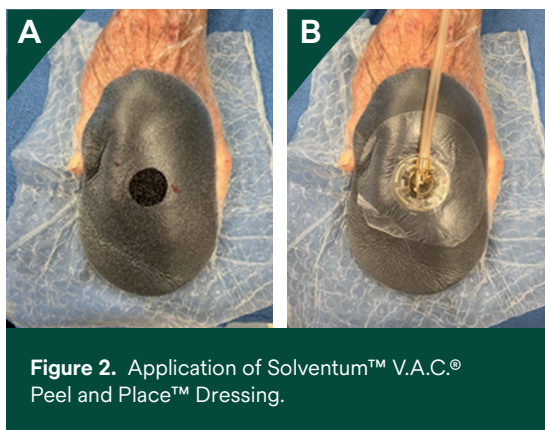 A
B
Figure 2. Application of Solventum™ V.A.C.®
Peel and Place™ Dressing.